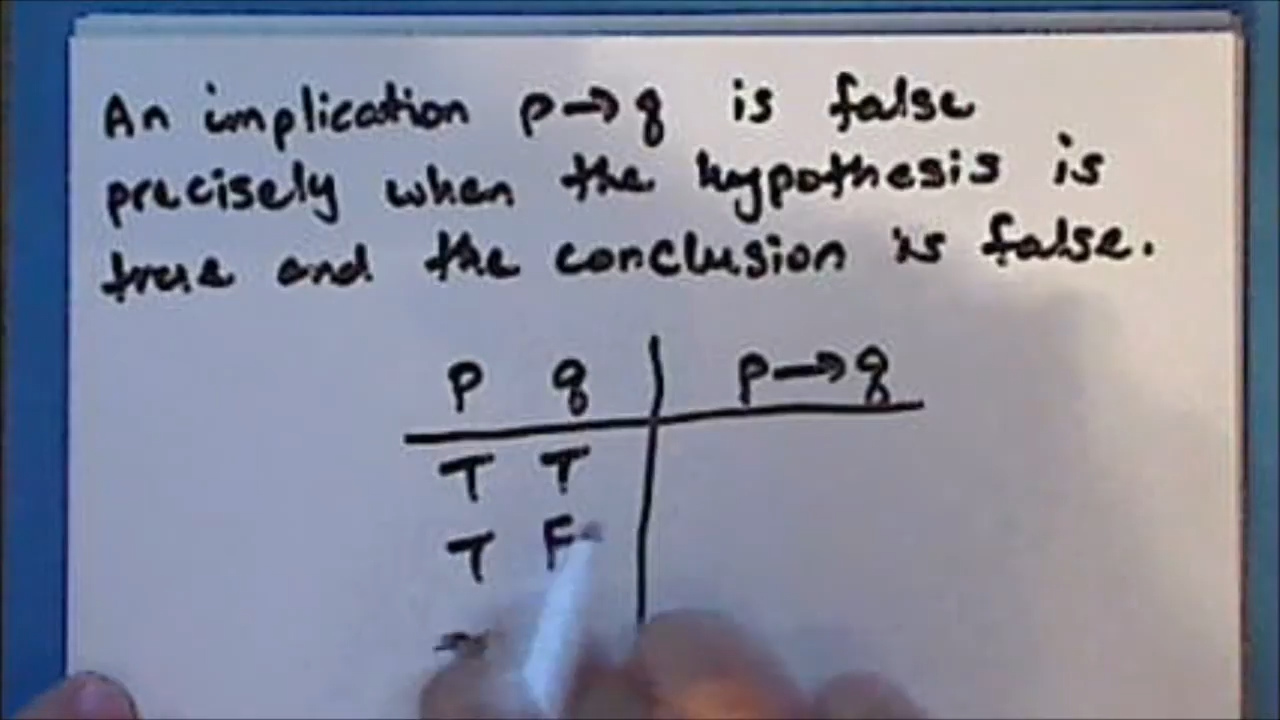 An implication p→q is false
precisely when the hypothesis is
true and the conclusion is false.
p q p→q
T T
T F